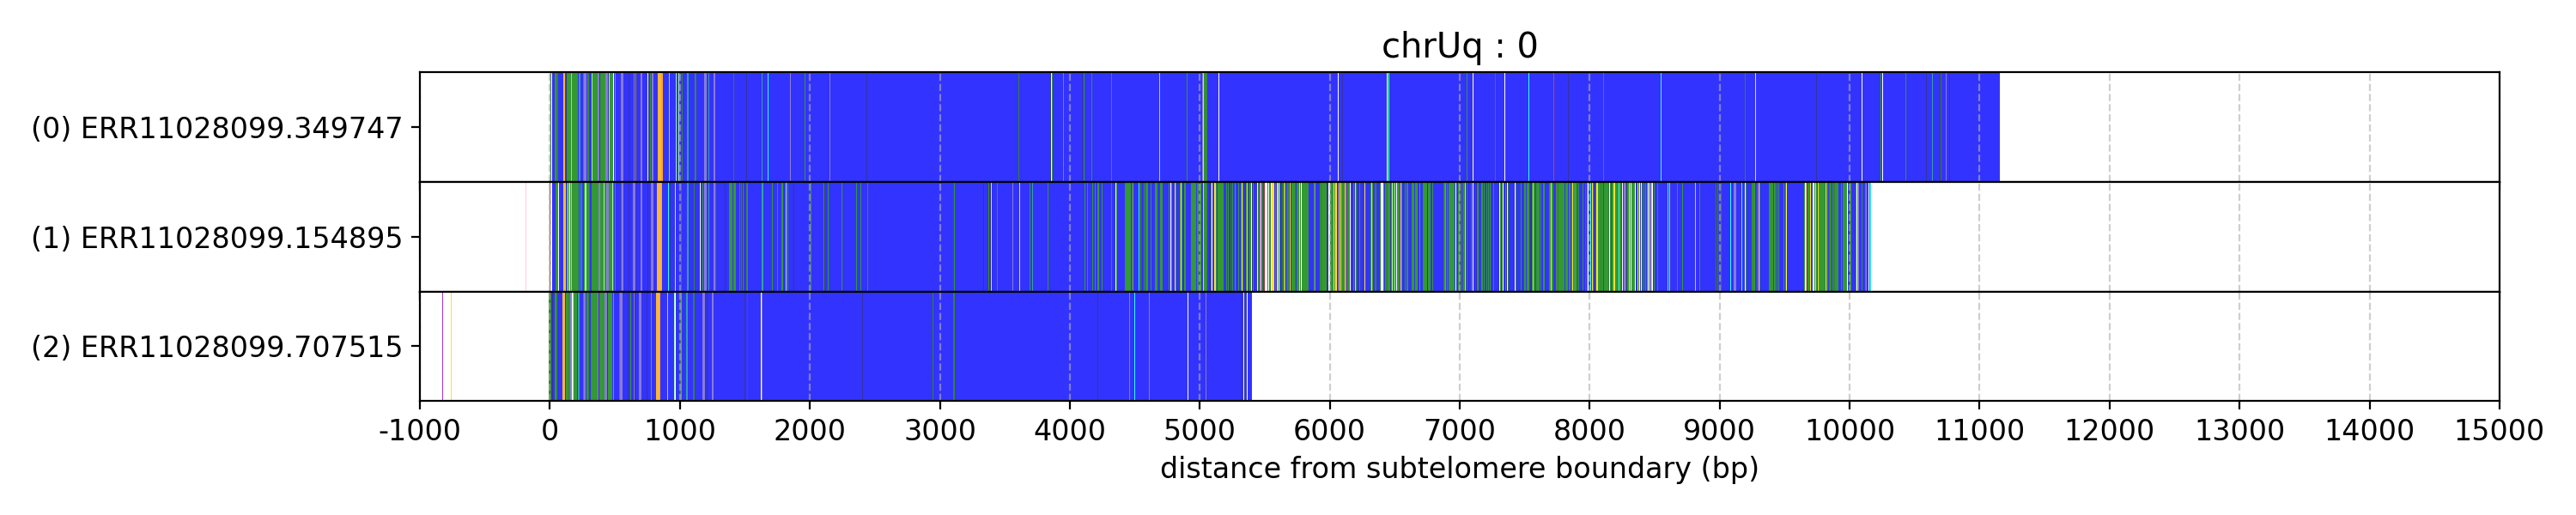 chrUq : 0
(0) ERR11028099.349747
(1) ERR11028099.154895
(2) ERR11028099.707515
-1000 0 1000 2000 3000 4000 5000 6000 7000 8000 9000 10000 11000 12000 13000 14000 15000
distance from subtelomere boundary (bp)